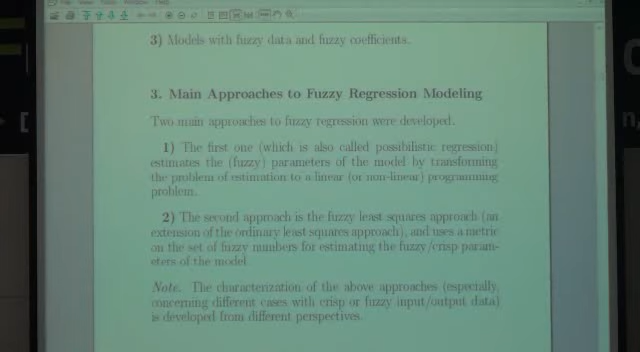 3) Models with fuzzy data and fuzzy coefficients.
3. Main Approaches to Fuzzy Regression Modeling
Two main approaches to fuzzy regression were developed.
1) The first one (which is also called possibilistic regression)
estimates the (fuzzy) parameters of the model by transforming
the problem of estimation to a linear (or non-linear) programming
problem.
2) The second approach is the fuzzy least squares approach (an
extension of the ordinary least squares approach), and uses a metric
on the set of fuzzy numbers for estimating the fuzzy/crisp param-
eters of the model
Note. The characterization of the above approaches (especially,
concerning different cases with crisp or fuzzy input/output data)
is developed from different perspectives.